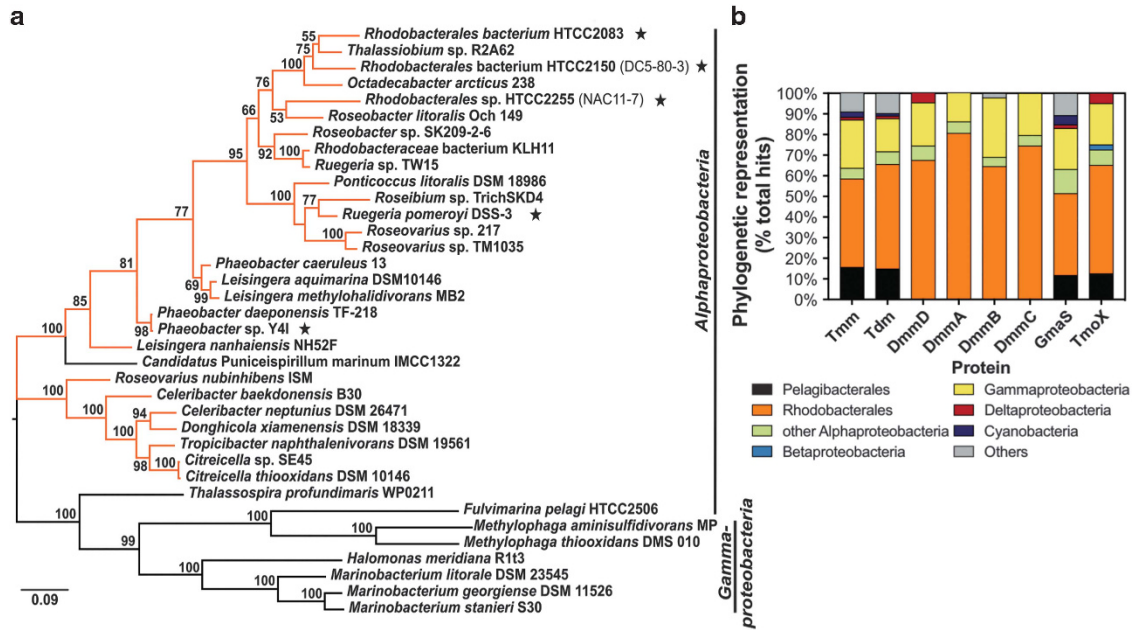 a
Rhodobacterales bacterium HTCC2083 ★
Thalassiobium sp. R2A62
Rhodobacterales bacterium HTCC2150 (DC5-80-3) ★
Octadecabacter arcticus 238
Rhodobacterales sp. HTCC2255 (NAC11-7) ★
Roseobacter litoralis Och 149
Roseobacter sp. SK209-2-6
Rhodobacteraceae bacterium KLH11
Ruegeria sp. TW15
Ponticoccus litoralis DSM 18986
Roseibium sp. TrichSKD4
Ruegeria pomeroyi DSS-3 ★
Roseovarius sp. 217
Roseovarius sp. TM1035
Phaeobacter caeruleus 13
Leisingera aquimarina DSM10146
Leisingera methylohalidivorans MB2
Phaeobacter daeponensis TF-218
Phaeobacter sp. Y4I ★
Leisingera nanhaiensis NH52F
Candidatus Puniceispirillum marinum IMCC1322
Roseovarius nubinhibens ISM
Celeribacter baekdonensis B30
Celeribacter neptunius DSM 26471
Donghicola xiamenensis DSM 18339
Tropicibacter naphthalenivorans DSM 19561
Citreicella sp. SE45
Citreicella thiooxidans DSM 10146
Thalassospira profundimaris WP0211
Fulvimarina pelagi HTCC2506
Methylophaga aminisulfidivorans MP
Methylophaga thiooxidans DMS 010
Halomonas meridiana R1t3
Marinobacterium litorale DSM 23545
Marinobacterium georgiense DSM 11526
Marinobacterium stanieri S30
55
75
100
76
53
66
92
100
95
100
77
100
77
69
99
81
98
85
100
100
100
94
100
98
100
100
99
100
100
100
100
100
0.09
Alphaproteobacteria
Gamma-
proteobacteria
b
Phylogenetic representation
(% total hits)
100%
90%
80%
70%
60%
50%
40%
30%
20%
10%
0%
Tmm
Tdm
DmmD
DmmA
DmmB
DmmC
GmaS
TmoX
Protein
Pelagibacterales
Rhodobacterales
other Alphaproteobacteria
Betaproteobacteria
Gammaproteobacteria
Deltaproteobacteria
Cyanobacteria
Others